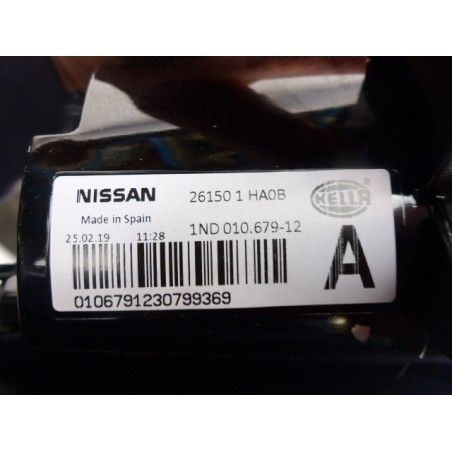 NISSAN 26150 1 HA0B HELLA
Made in Spain
25.02.19 11:28 1ND 010.679-12
A
0106791230799369